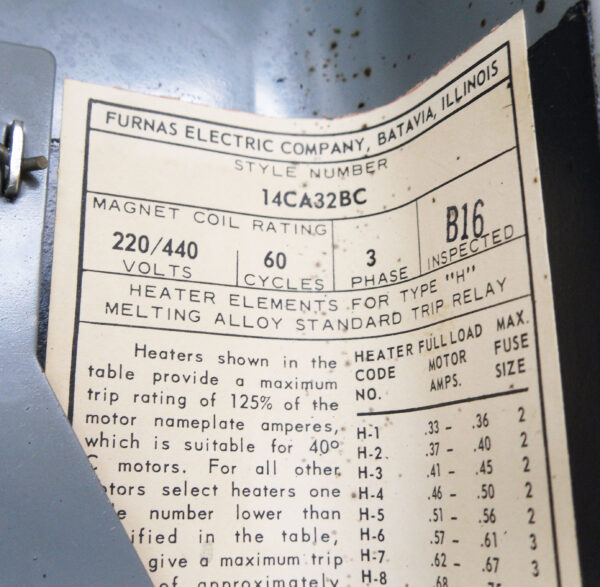 FURNAS ELECTRIC COMPANY, BATAVIA, ILLINOIS
STYLE NUMBER
14CA32BC
MAGNET COIL RATING
220/440 VOLTS
60 CYCLES
3 PHASE
B16 INSPECTED
HEATER ELEMENTS FOR TYPE "H"
MELTING ALLOY STANDARD TRIP RELAY
Heaters shown in the
table provide a maximum
trip rating of 125% of the
motor nameplate amperes,
which is suitable for 40°
motors. For all other
select heaters one
number lower than
in the table,
give a maximum trip
of approximately
HEATER CODE NO. FULL LOAD MOTOR AMPS. MAX. FUSE SIZE
H-1 .33 - .36 2
H-2 .37 - .40 2
H-3 .41 - .45 2
H-4 .46 - .50 2
H-5 .51 - .56 2
H-6 .57 - .61 3
H-7 .62 - .67 3
H-8 .68